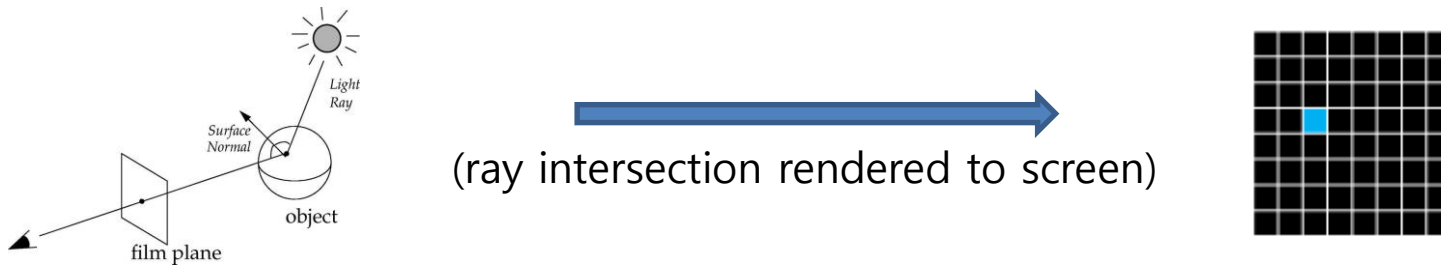 Light
Ray
Surface
Normal
object
film plane
(ray intersection rendered to screen)